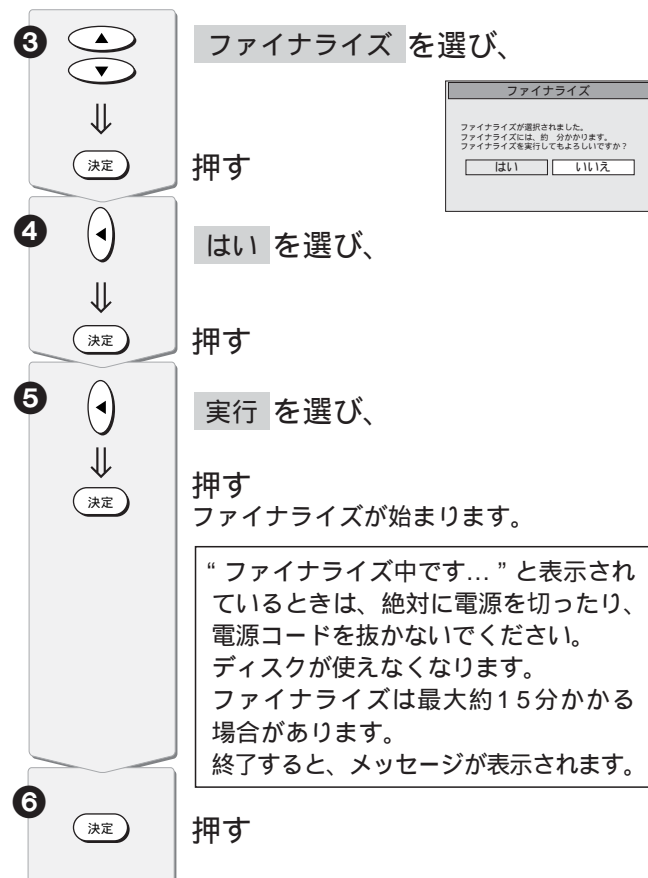 3
ファイナライズ を選び、
ファイナライズ
ファイナライズが選択されました。
ファイナライズには、約 分かかります。
ファイナライズを実行してもよろしいですか？
はい いいえ
決定 押す
4
はい を選び、
決定 押す
5
実行 を選び、
決定 押す
ファイナライズが始まります。
“ ファイナライズ中です… ” と表示され
ているときは、絶対に電源を切ったり、
電源コードを抜かないでください。
ディスクが使えなくなります。
ファイナライズは最大約15分かかる
場合があります。
終了すると、メッセージが表示されます。
6
決定 押す